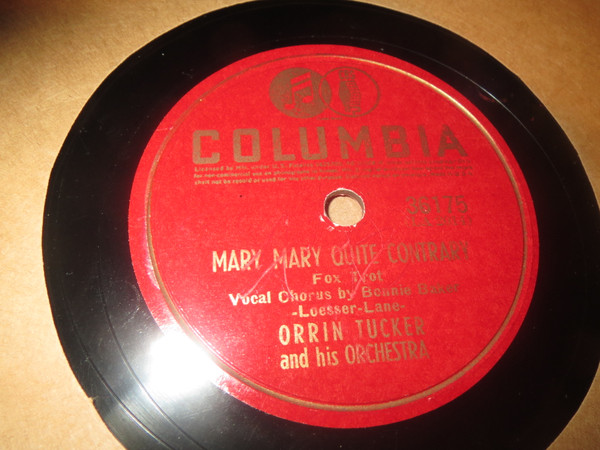 COLUMBIA
36175
MARY MARY QUITE CONTRARY
Fox Trot
Vocal Chorus by Bonnie Baker
-Loesser-Lane-
ORRIN TUCKER
and his ORCHESTRA